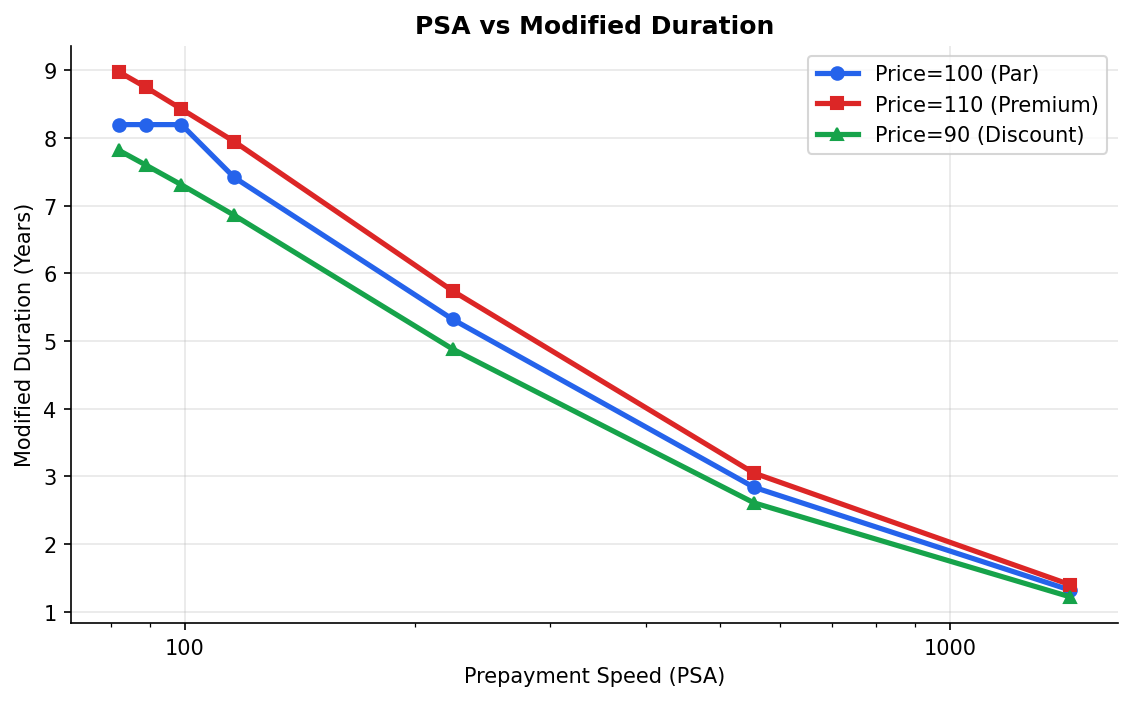 PSA vs Modified Duration
Price=100 (Par)
Price=110 (Premium)
Price=90 (Discount)
Modified Duration (Years)
9
8
7
6
5
4
3
2
1
100
1000
Prepayment Speed (PSA)